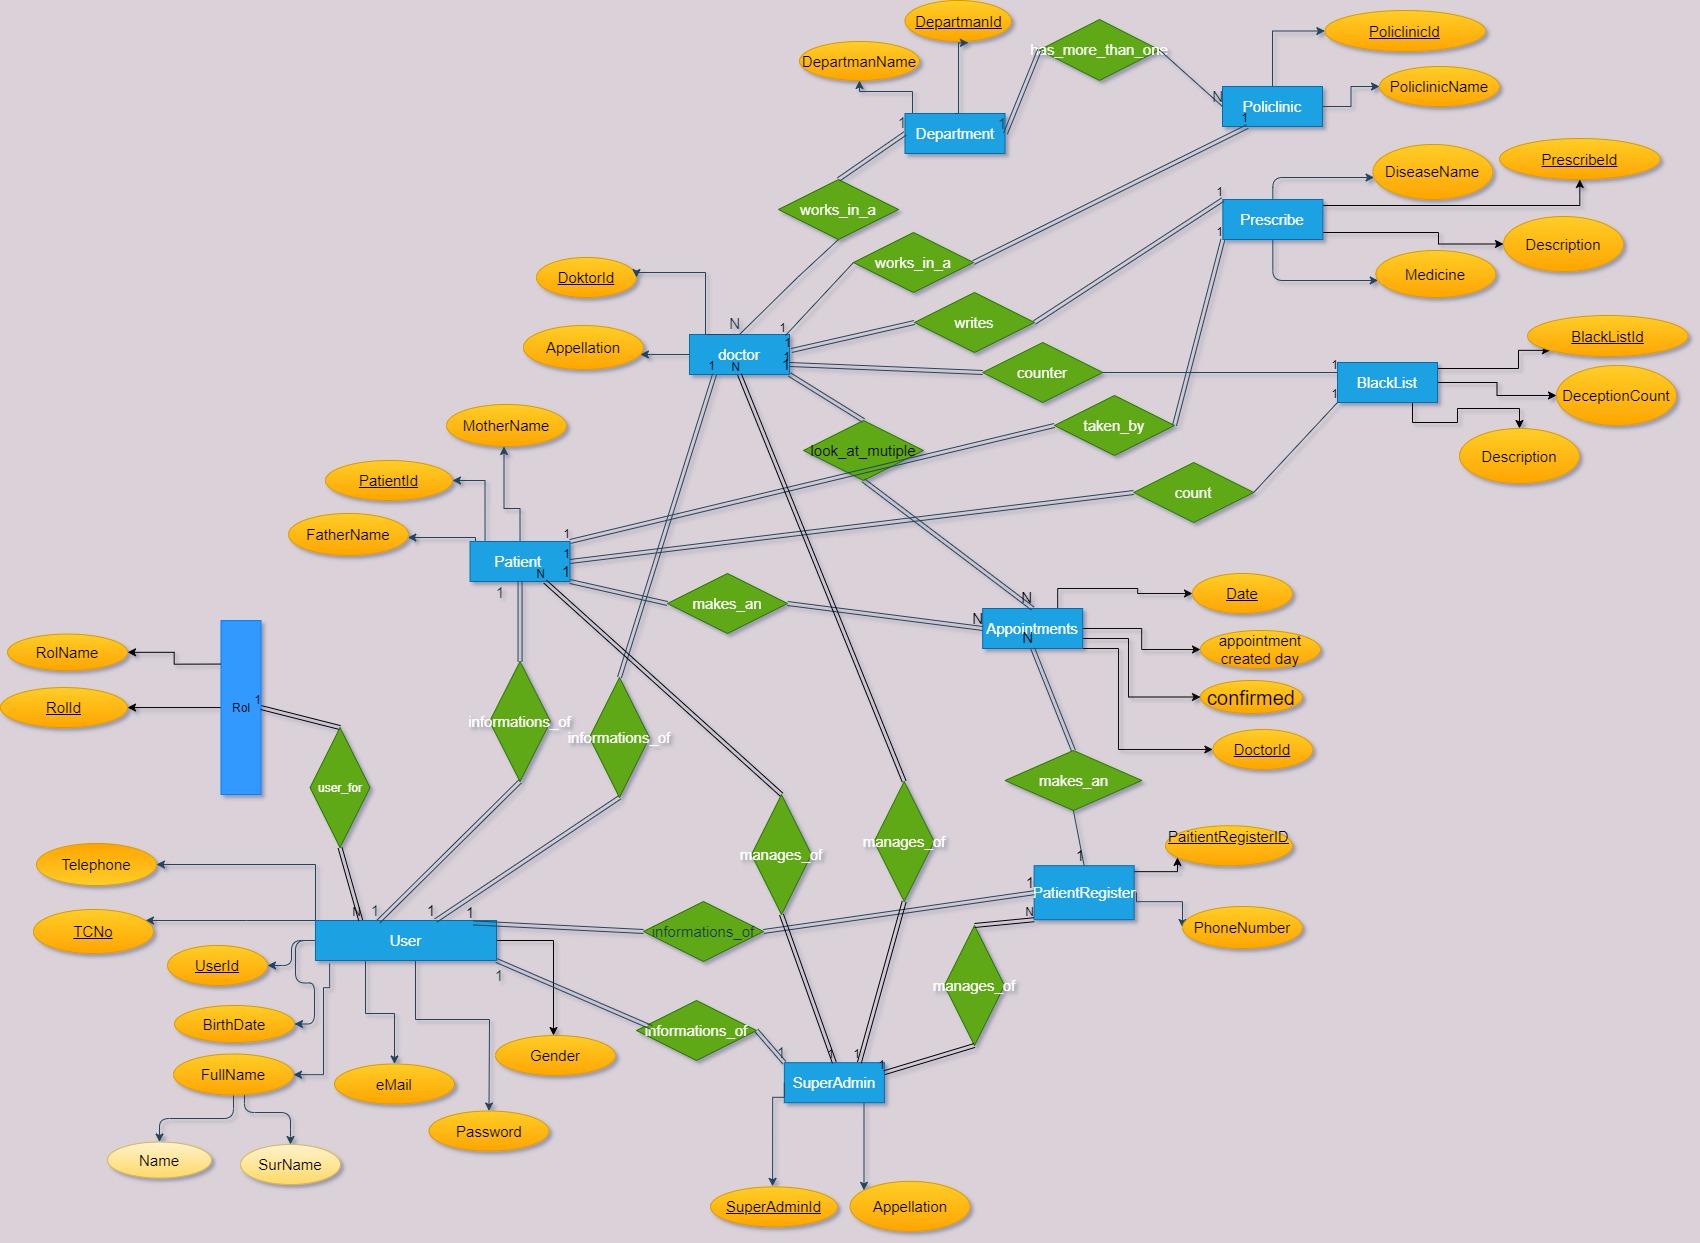 DepartmanId
PoliclinicId
has_more_than_one
DepartmanName
PoliclinicName
N
Policlinic
1
1
1
Department
PrescribeId
DiseaseName
1
works_in_a
Prescribe
1
Description
works_in_a
Medicine
DoktorId
N
1
writes
BlackListId
Appellation
doctor
1
1
1
1
N
counter
1
BlackList
1
DeceptionCount
MotherName
taken_by
look_at_mutiple
Description
PatientId
count
FatherName
1
Patient
1
N
1
1
makes_an
N
N
Appointments
N
Date
appointment
created day
confirmed
DoctorId
RolName
RolId
Rol
1
informations_of
informations_of
user_for
makes_an
manages_of
manages_of
PaitientRegisterID
Telephone
1
PatientRegister
1
N
PhoneNumber
TCNo
N
1
1
1
User
informations_of
UserId
1
manages_of
BirthDate
informations_of
1
1
1
1
Gender
FullName
eMail
SuperAdmin
Password
Name
SurName
SuperAdminId
Appellation